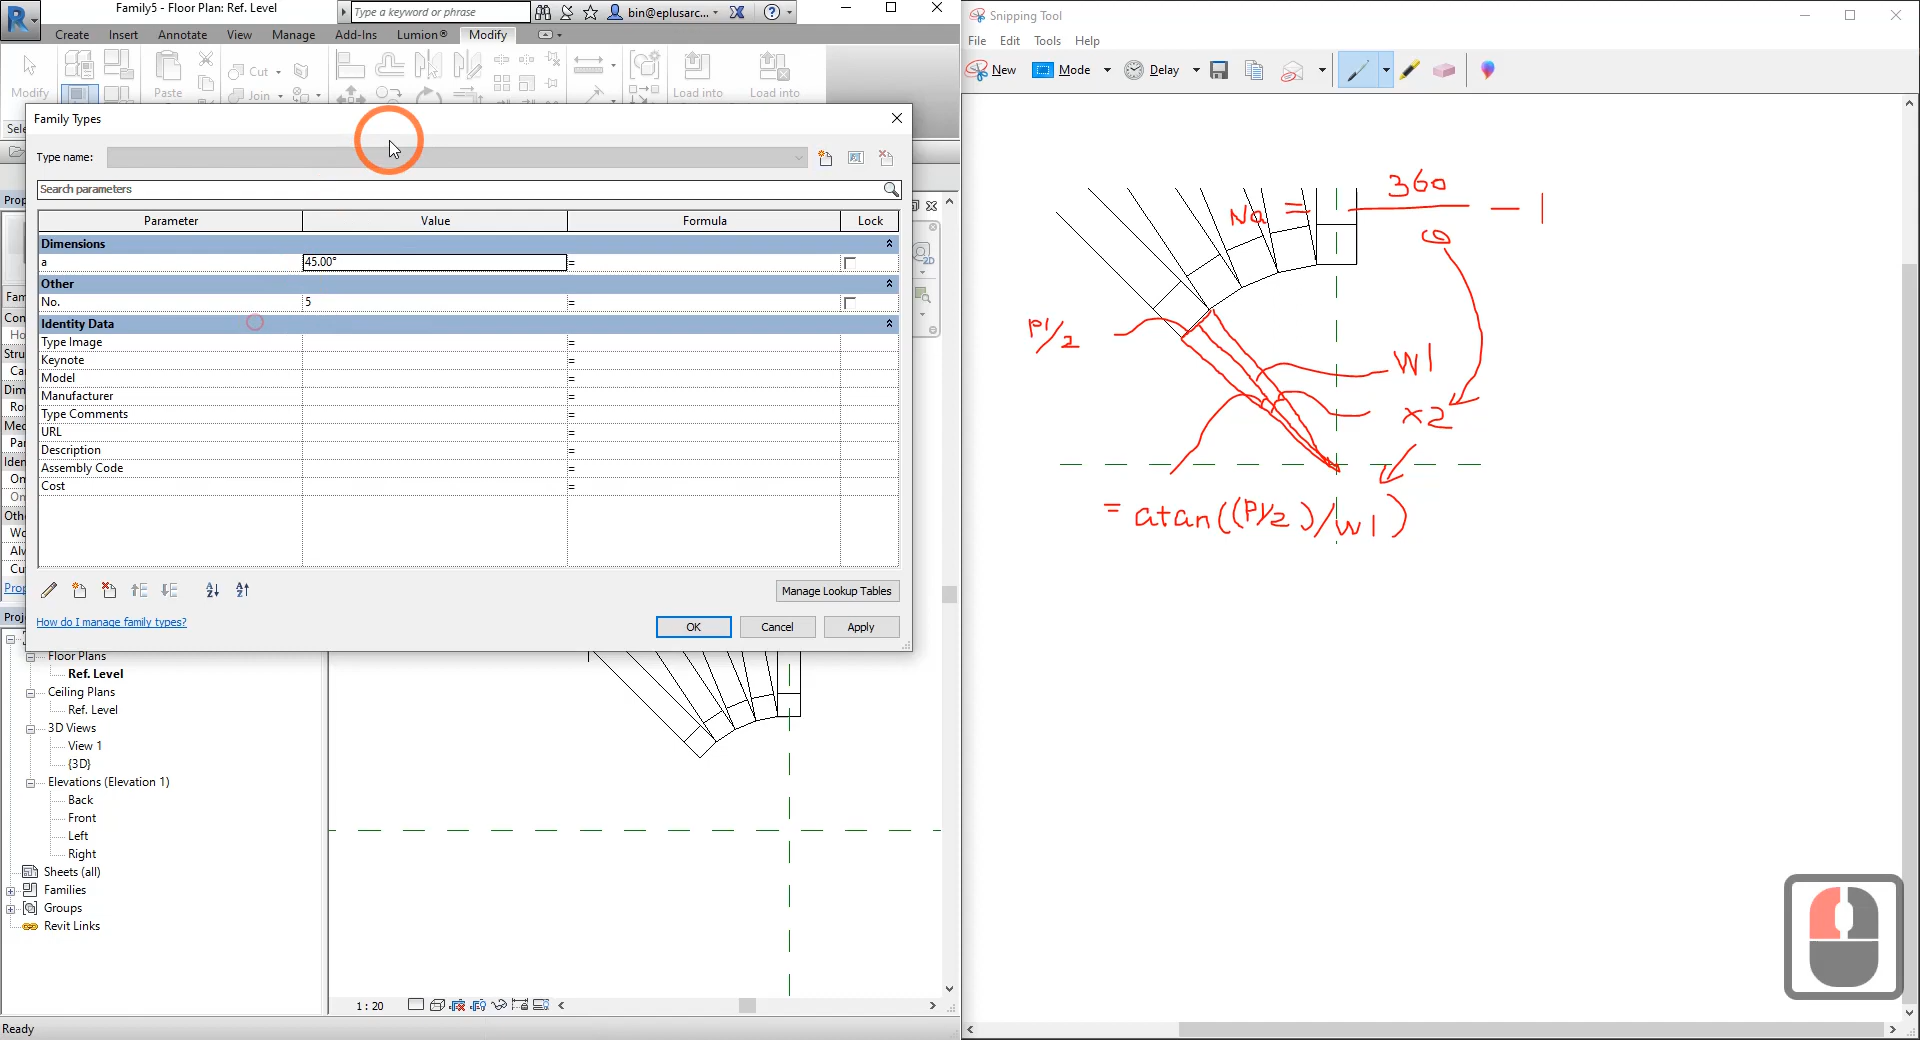 Family5 - Floor Plan: Ref. Level
Type a keyword or phrase
bin@eplusarc...
Create Insert Annotate View Manage Add-Ins Lumion® Modify
Cut
Join
Modify
Paste
Load into
Load into
Sele
Family Types
Type name:
Search parameters
Parameter Value Formula Lock
Dimensions
a 45.00° =
Other
No. 5 =
Identity Data
Type Image =
Keynote =
Model =
Manufacturer =
Type Comments =
URL =
Description =
Assembly Code =
Cost =
Manage Lookup Tables
How do I manage family types?
OK Cancel Apply
Floor Plans
Ref. Level
Ceiling Plans
Ref. Level
3D Views
View 1
{3D}
Elevations (Elevation 1)
Back
Front
Left
Right
Sheets (all)
Families
Groups
Revit Links
1 : 20
Ready
Snipping Tool
File Edit Tools Help
New Mode Delay
Na = 360 - 1
P1/2
W1
x2
= atan((P1/2)/W1)